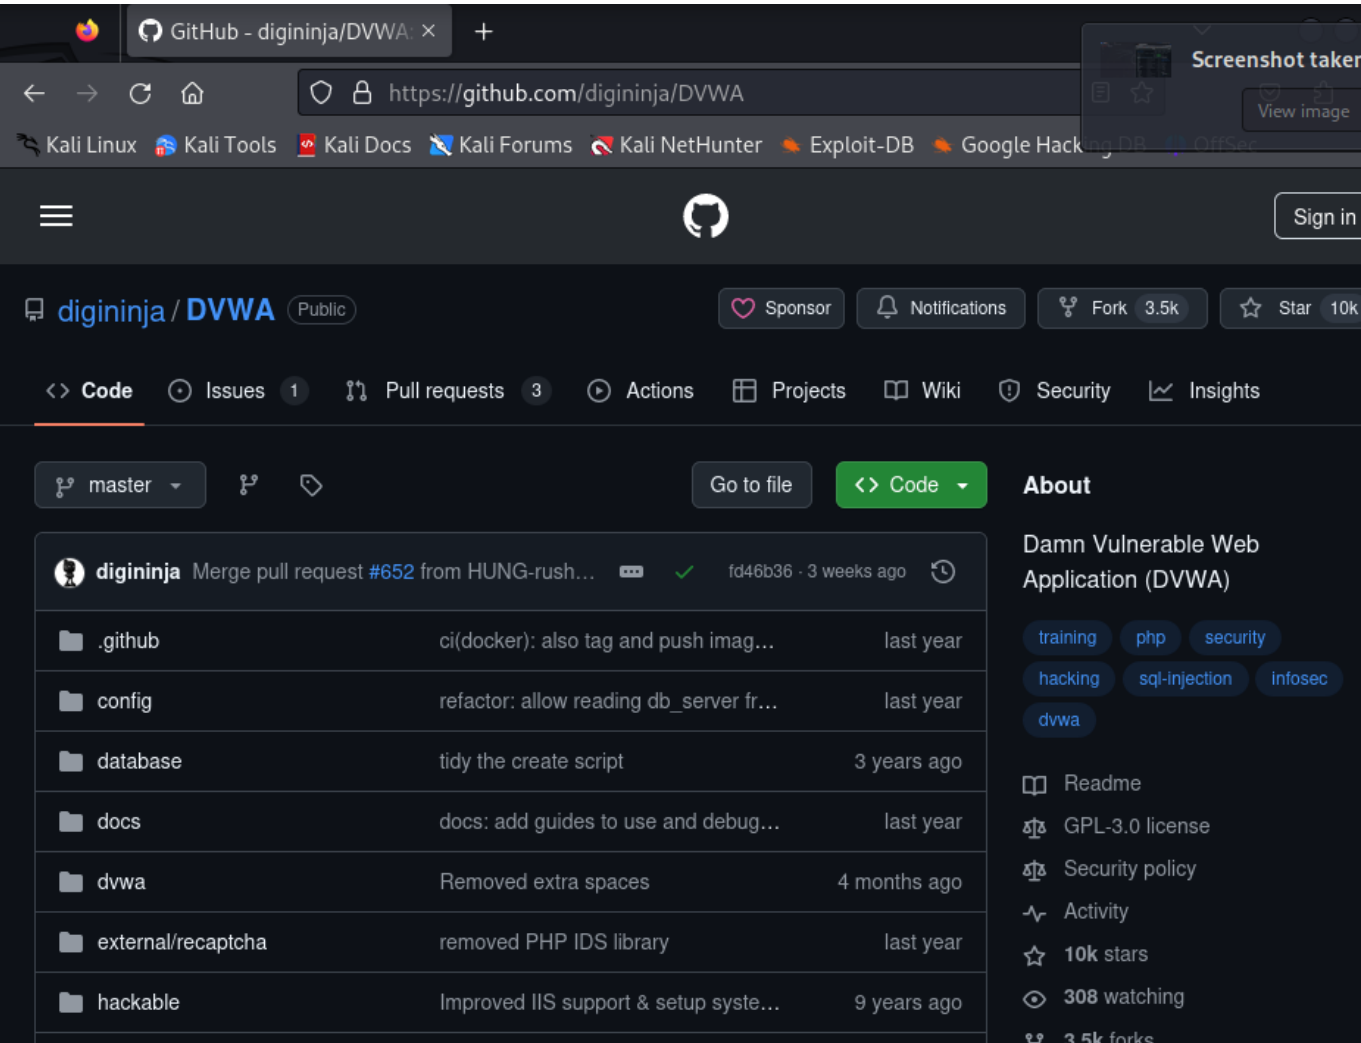 GitHub - digininja/DVWA:
Screenshot taken
https://github.com/digininja/DVWA
View image
Kali Linux Kali Tools Kali Docs Kali Forums Kali NetHunter Exploit-DB Google Hacking DB OffSec
Sign in
digininja / DVWA Public
Sponsor Notifications Fork 3.5k Star 10k
Code Issues 1 Pull requests 3 Actions Projects Wiki Security Insights
master Go to file Code
About
Damn Vulnerable Web
Application (DVWA)
digininja Merge pull request #652 from HUNG-rush... fd46b36 · 3 weeks ago
.github ci(docker): also tag and push imag... last year
config refactor: allow reading db_server fr... last year
database tidy the create script 3 years ago
docs docs: add guides to use and debug... last year
dvwa Removed extra spaces 4 months ago
external/recaptcha removed PHP IDS library last year
hackable Improved IIS support & setup syste... 9 years ago
training php security
hacking sql-injection infosec
dvwa
Readme
GPL-3.0 license
Security policy
Activity
10k stars
308 watching
3.5k forks